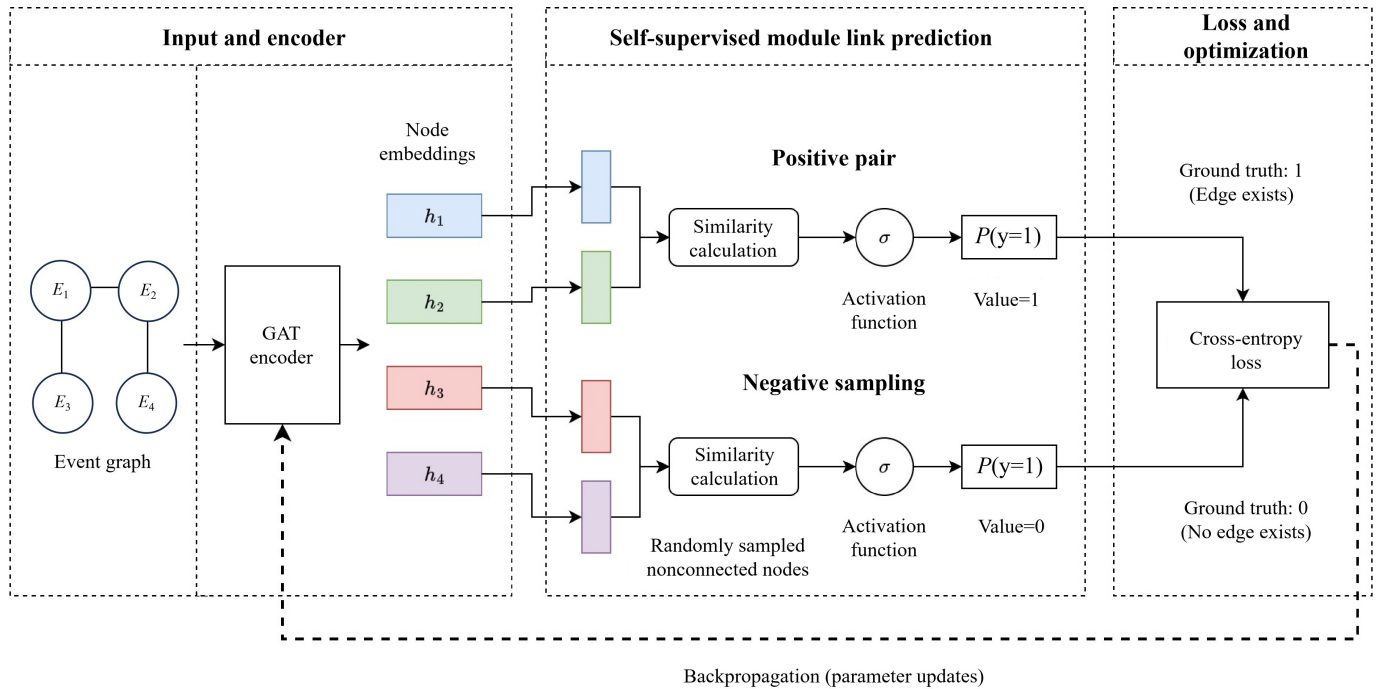 Input and encoder
Self-supervised module link prediction
Loss and
optimization
Node
embeddings
Positive pair
Ground truth: 1
(Edge exists)
h₁
Similarity
calculation
σ
P(y=1)
E₁
E₂
h₂
Activation
function
Value=1
GAT
encoder
Cross-entropy
loss
h₃
Negative sampling
E₃
E₄
Event graph
h₄
Similarity
calculation
σ
P(y=1)
Ground truth: 0
(No edge exists)
Randomly sampled
nonconnected nodes
Activation
function
Value=0
Backpropagation (parameter updates)